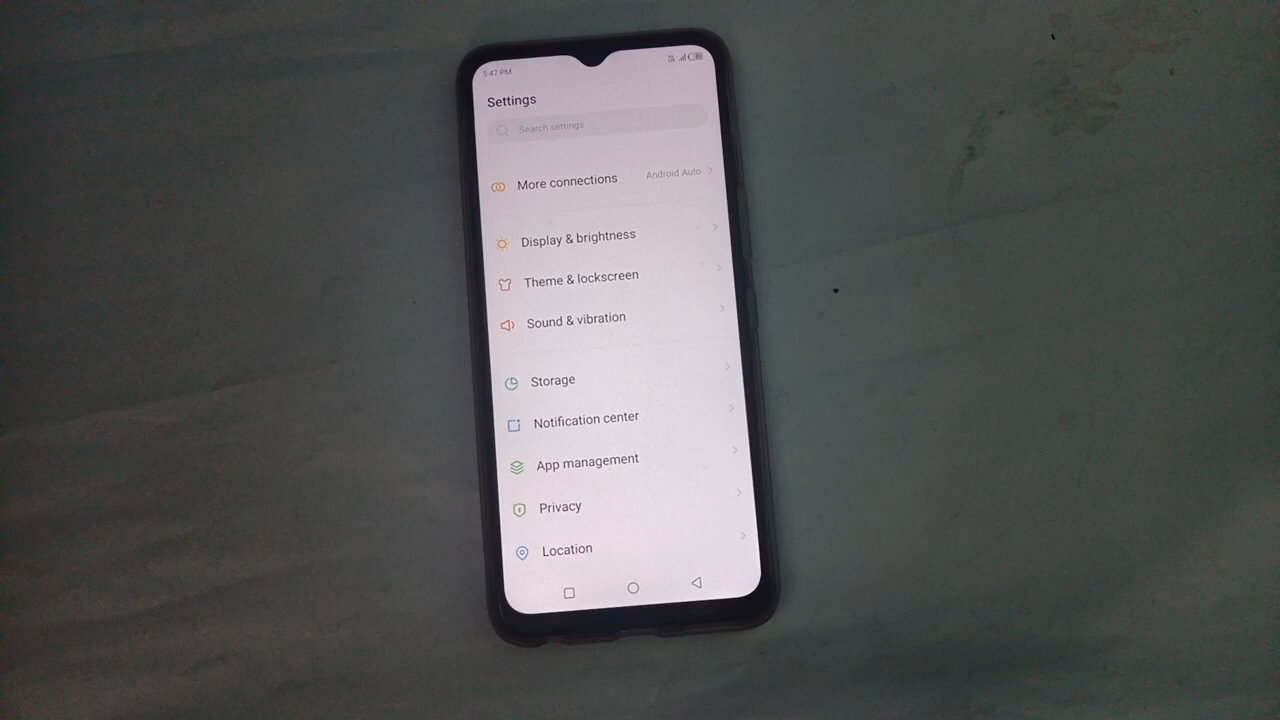 5:47 PM
Settings
Search settings
More connections Android Auto
Display & brightness
Theme & lockscreen
Sound & vibration
Storage
Notification center
App management
Privacy
Location